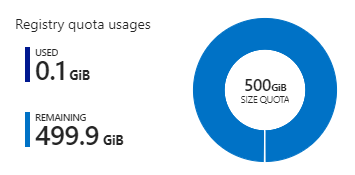 Registry quota usages
USED
0.1 GiB
REMAINING
499.9 GiB
500GiB
SIZE QUOTA